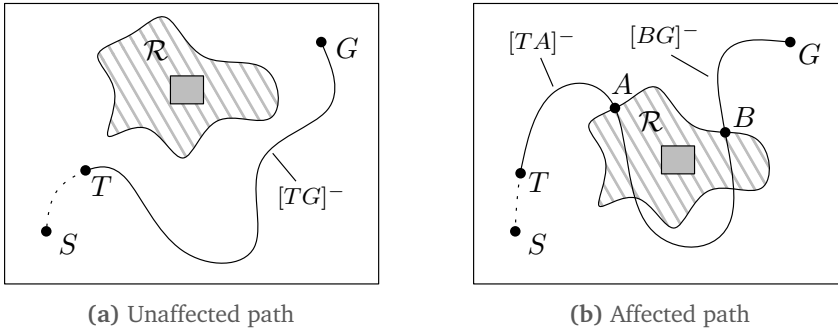 R
G
T
S
[TG]⁻
(a) Unaffected path
[TA]⁻
[BG]⁻
A
G
R
B
T
S
(b) Affected path